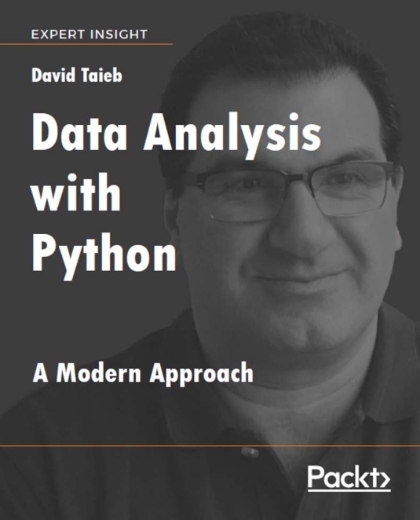 EXPERT INSIGHT
David Taieb
Data Analysis
with
Python
A Modern Approach
Packt>